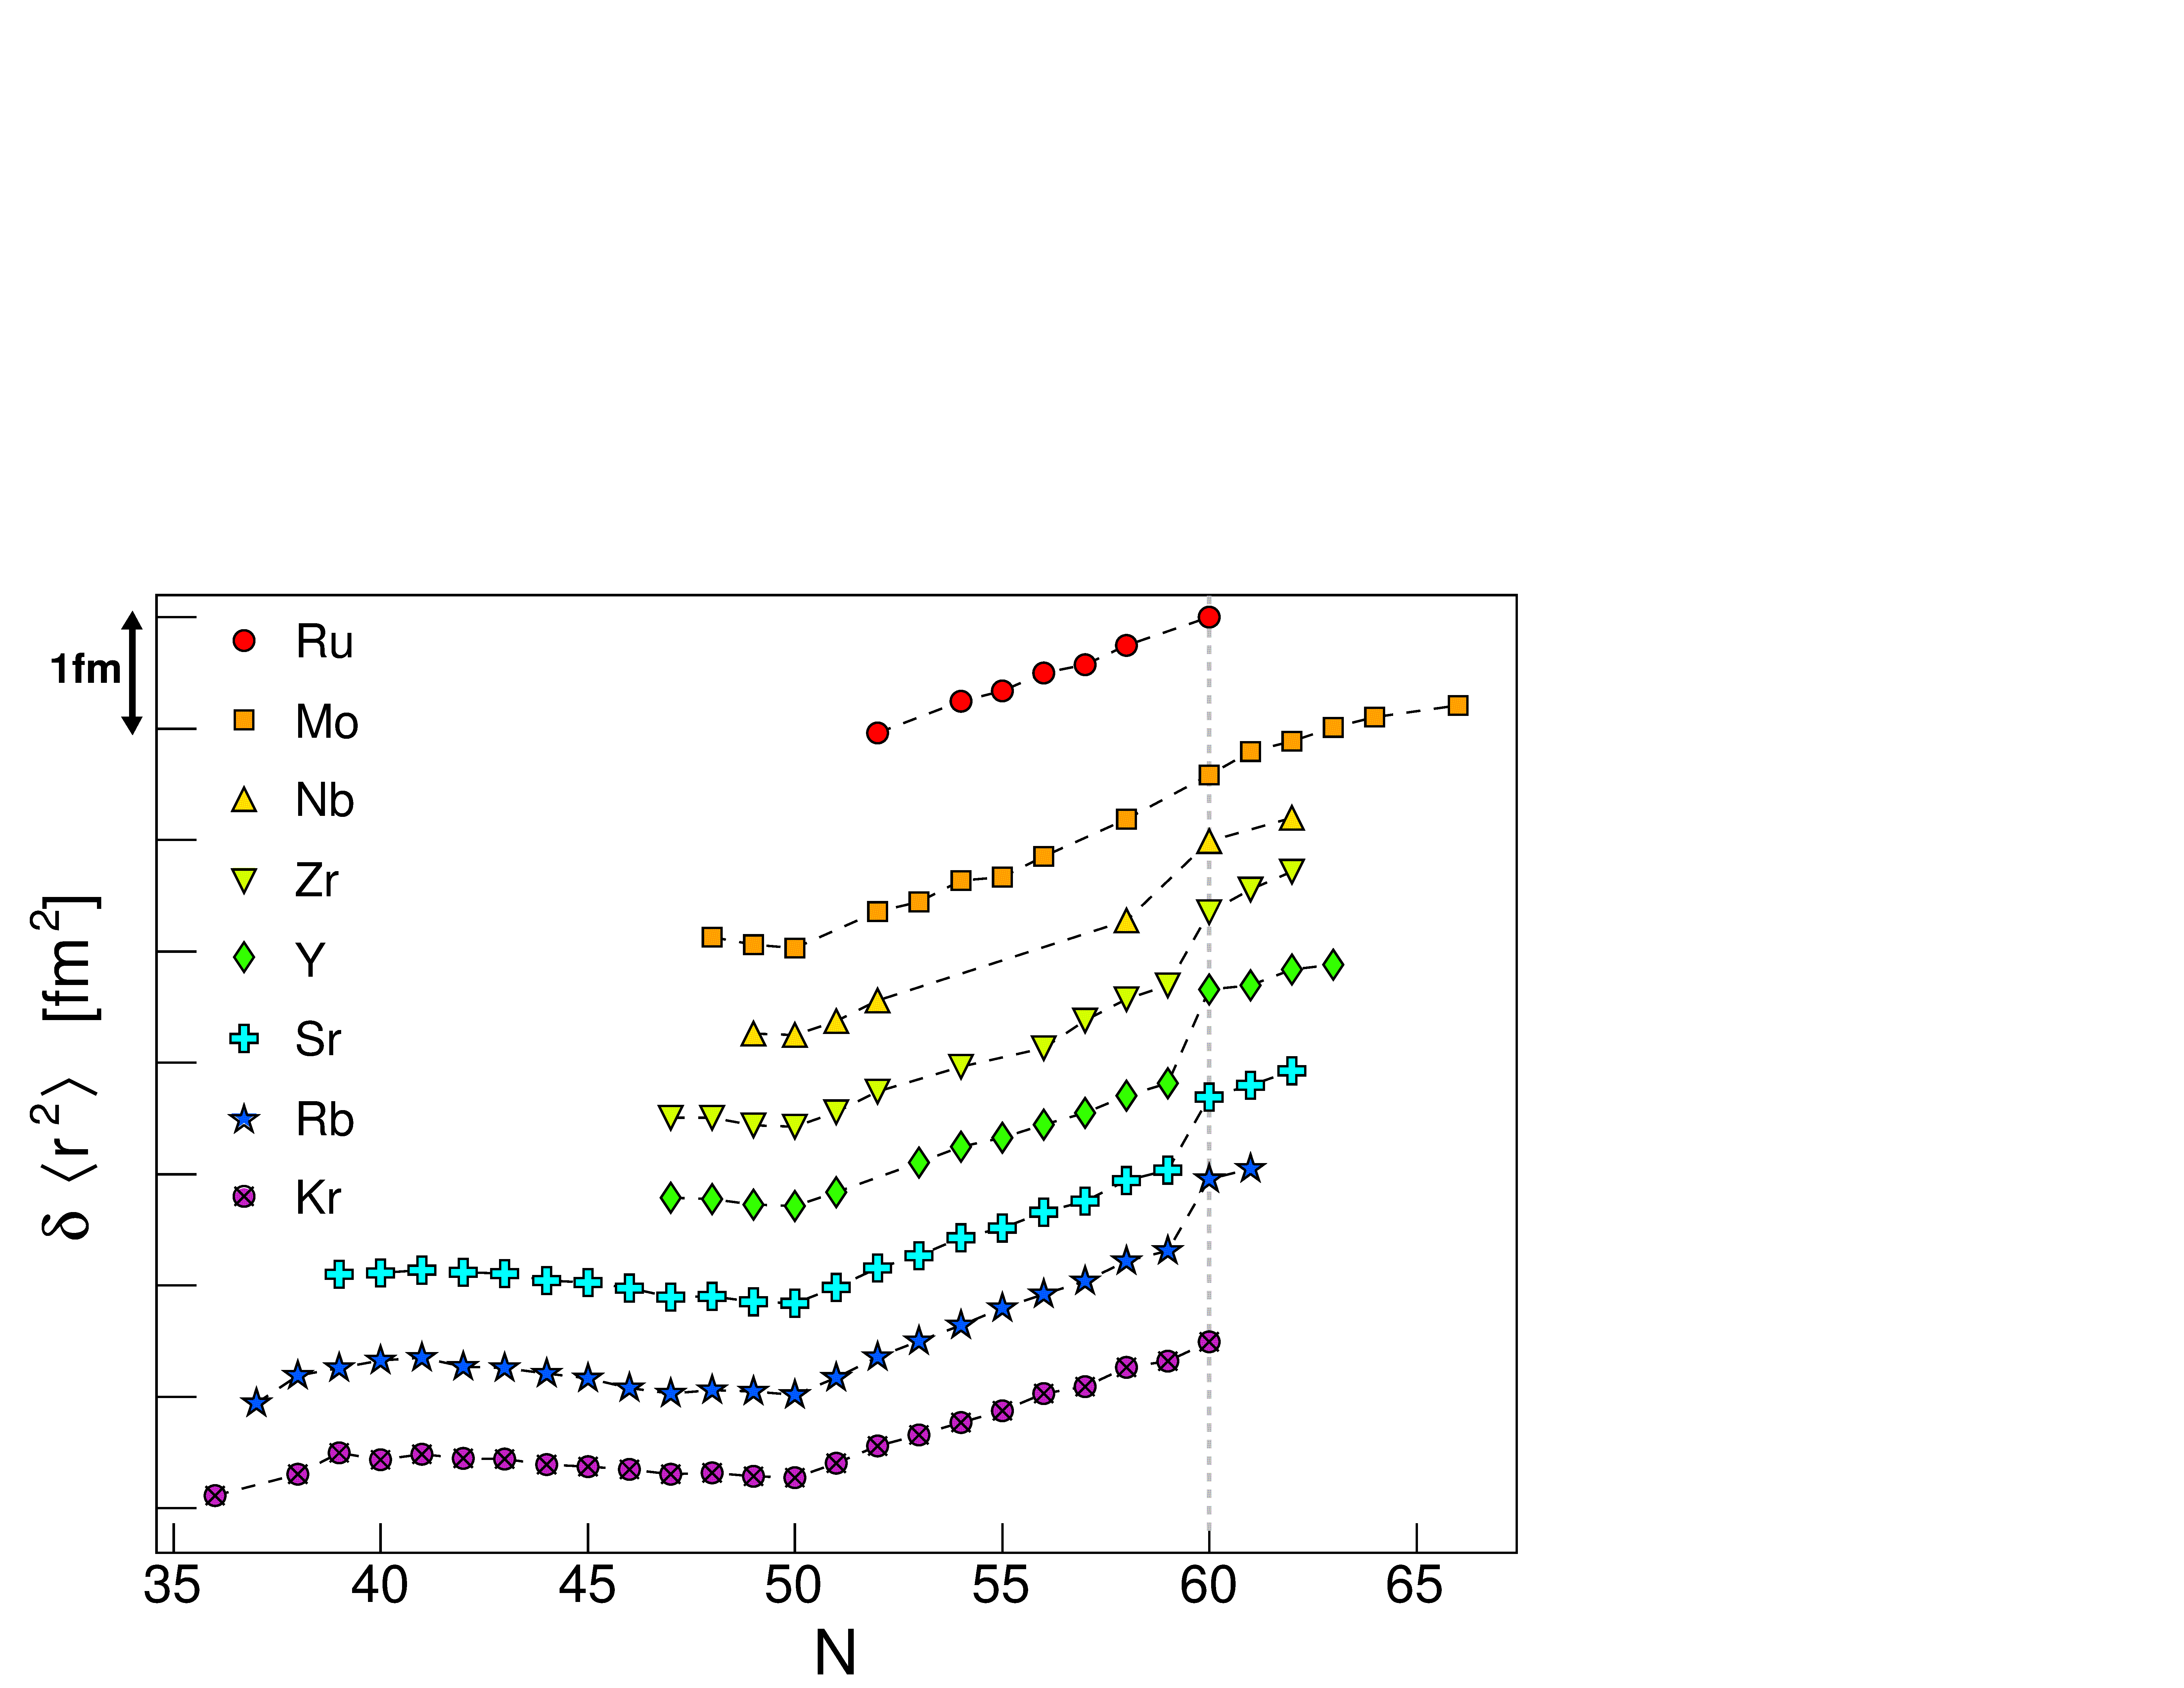 1fm
Ru
Mo
Nb
Zr
Y
Sr
Rb
Kr
δ ⟨r²⟩ [fm²]
35 40 45 50 55 60 65
N